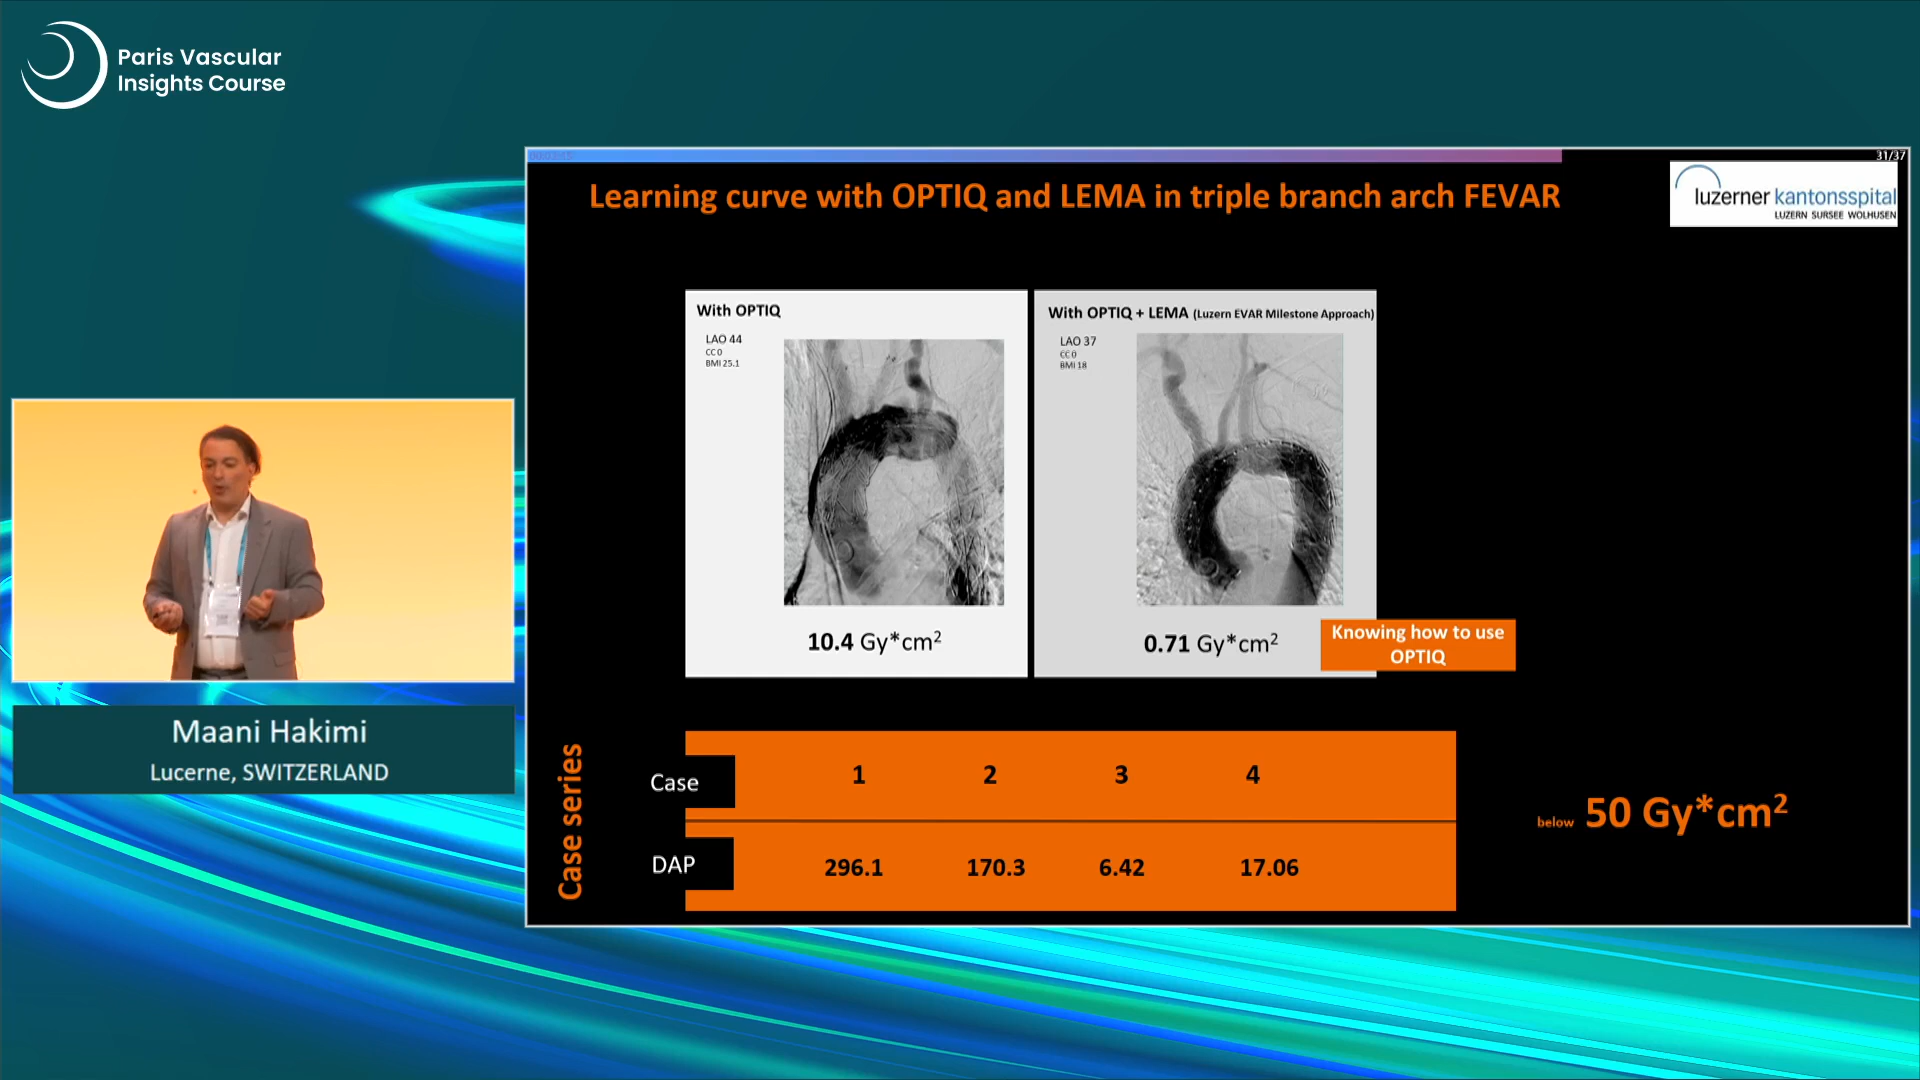 Paris Vascular
Insights Course
31/37
Learning curve with OPTIQ and LEMA in triple branch arch FEVAR
luzerner kantonsspital
LUZERN SURSEE WOLHUSEN
With OPTIQ
LAO 44
CC 0
BMI 25.1
10.4 Gy*cm²
With OPTIQ + LEMA (Luzern EVAR Milestone Approach)
LAO 37
CC 0
BMI 18
0.71 Gy*cm²
Knowing how to use
OPTIQ
Case series
Case 1 2 3 4
DAP 296.1 170.3 6.42 17.06
below 50 Gy*cm²
Maani Hakimi
Lucerne, SWITZERLAND